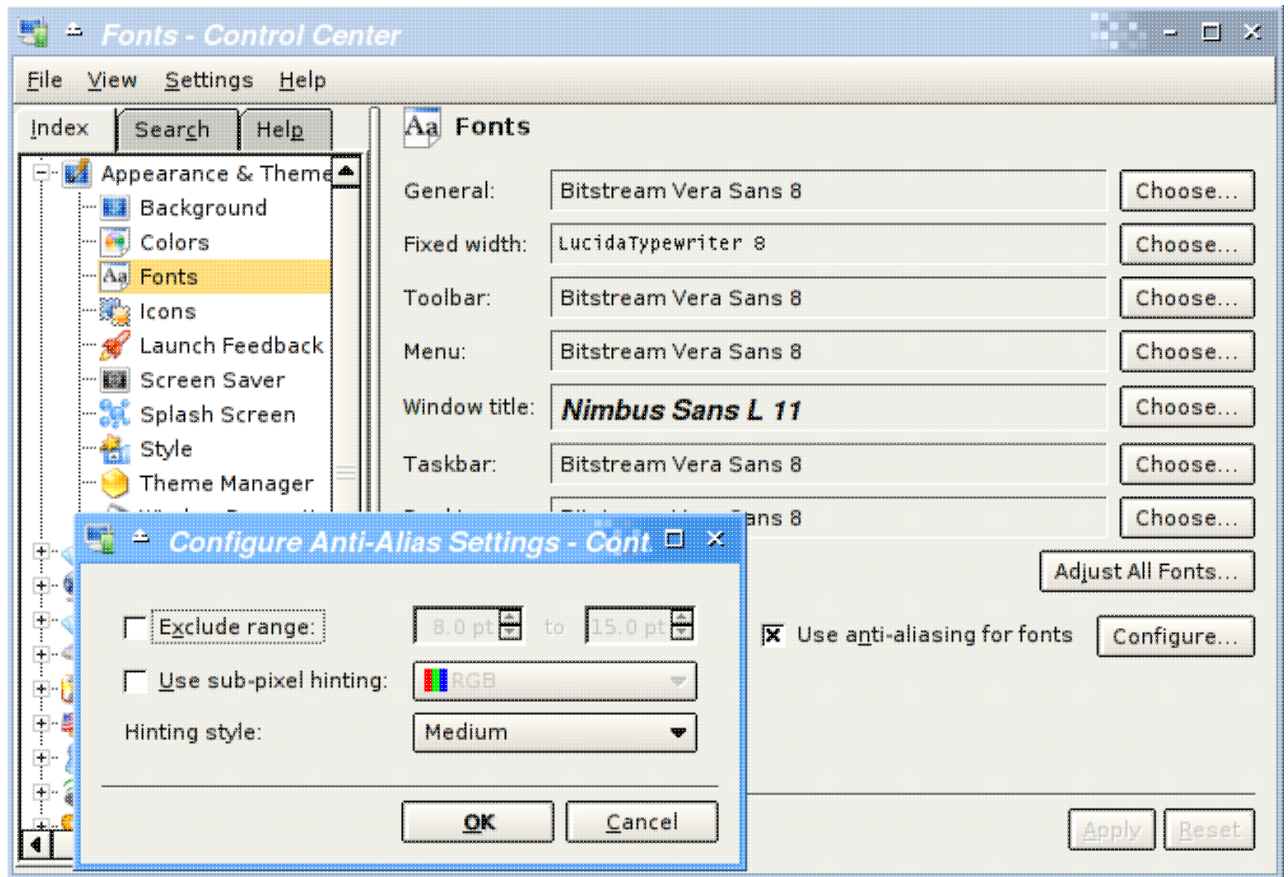 Fonts - Control Center
File View Settings Help
Index Search Help
Appearance & Theme
Background
Colors
Fonts
Icons
Launch Feedback
Screen Saver
Splash Screen
Style
Theme Manager
Aa Fonts
General: Bitstream Vera Sans 8 Choose...
Fixed width: LucidaTypewriter 8 Choose...
Toolbar: Bitstream Vera Sans 8 Choose...
Menu: Bitstream Vera Sans 8 Choose...
Window title: Nimbus Sans L 11 Choose...
Taskbar: Bitstream Vera Sans 8 Choose...
ans 8 Choose...
Adjust All Fonts...
Use anti-aliasing for fonts Configure...
Apply Reset
Configure Anti-Alias Settings - Cont
Exclude range: 8.0 pt to 15.0 pt
Use sub-pixel hinting: RGB
Hinting style: Medium
OK Cancel